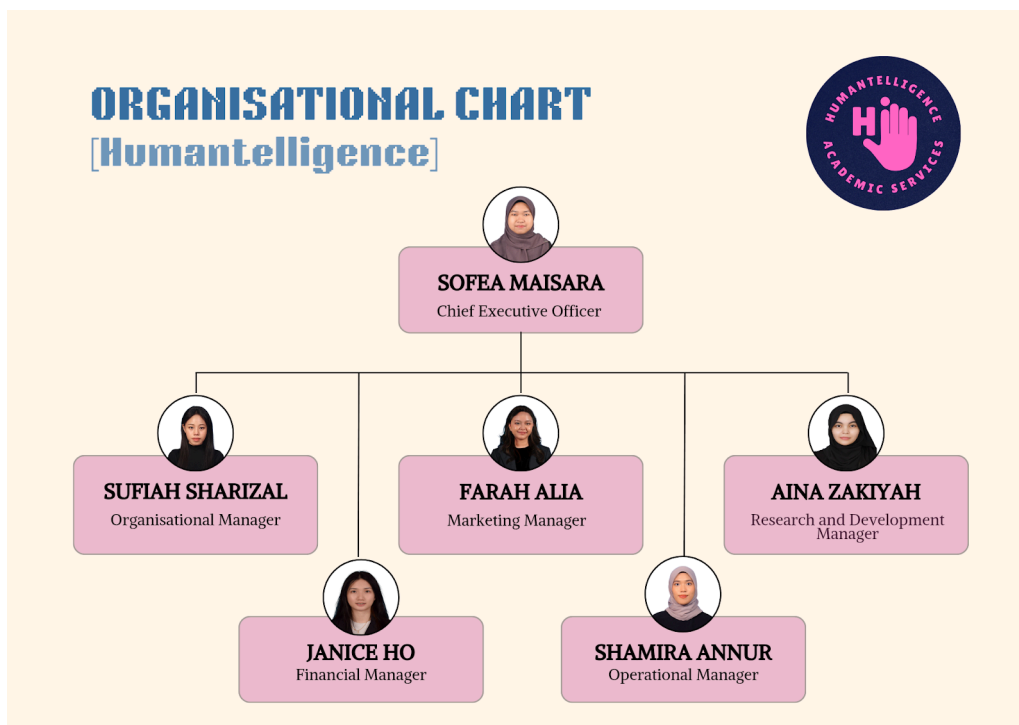 ORGANISATIONAL CHART
[Humantelligence]
HUMANTELLIGENCE
Hi
ACADEMIC SERVICES
SOFEA MAISARA
Chief Executive Officer
SUFIAH SHARIZAL
Organisational Manager
FARAH ALIA
Marketing Manager
AINA ZAKIYAH
Research and Development
Manager
JANICE HO
Financial Manager
SHAMIRA ANNUR
Operational Manager